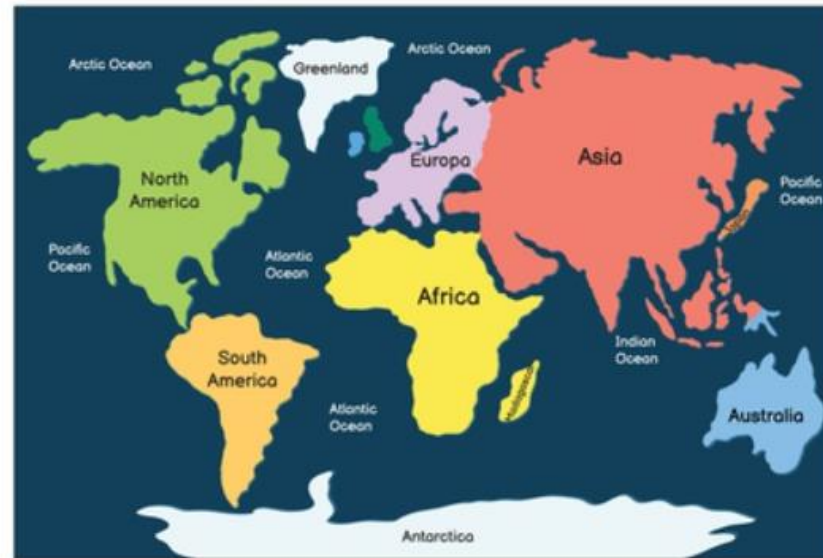 Arctic Ocean
Greenland
Arctic Ocean
Europa
Asia
North
America
Pacific
Ocean
Japan
Pacific
Ocean
Atlantic
Ocean
Africa
Indian
Ocean
South
America
Atlantic
Ocean
Australia
Antarctica